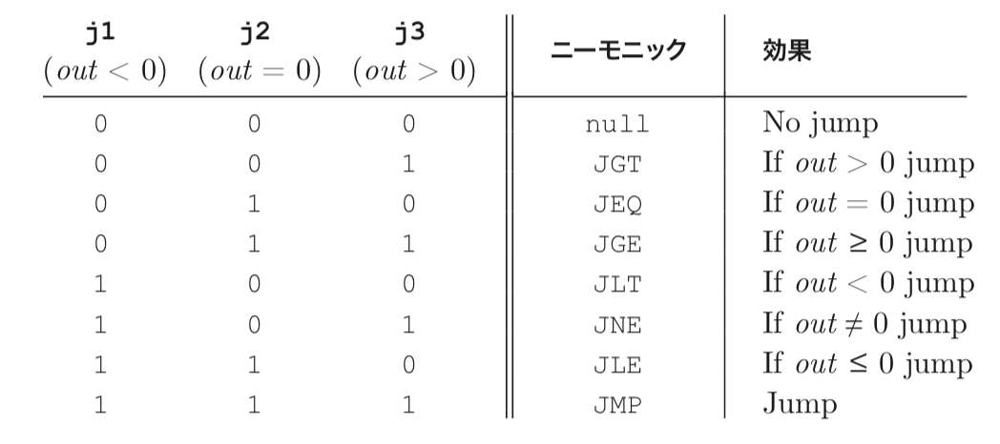 j1 j2 j3 ニーモニック 効果
(out < 0) (out = 0) (out > 0)
0 0 0 null No jump
0 0 1 JGT If out > 0 jump
0 1 0 JEQ If out = 0 jump
0 1 1 JGE If out ≥ 0 jump
1 0 0 JLT If out < 0 jump
1 0 1 JNE If out ≠ 0 jump
1 1 0 JLE If out ≤ 0 jump
1 1 1 JMP Jump